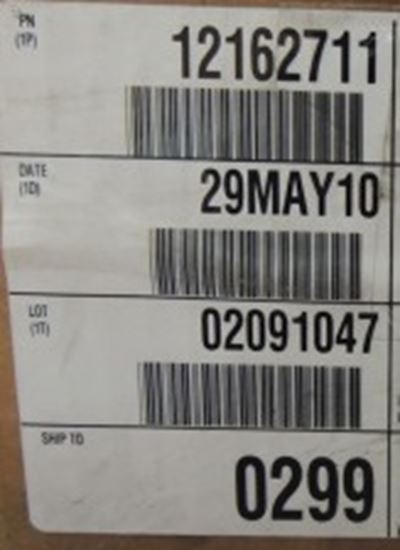 PN
(1P)
12162711
DATE
(1D)
29MAY10
LOT
(1T)
02091047
SHIP TO
0299